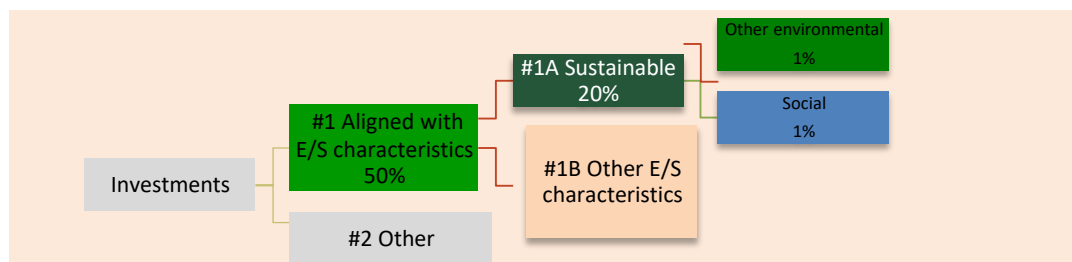 Investments
#1 Aligned with
E/S characteristics
50%
#2 Other
#1A Sustainable
20%
#1B Other E/S
characteristics
Other environmental
1%
Social
1%